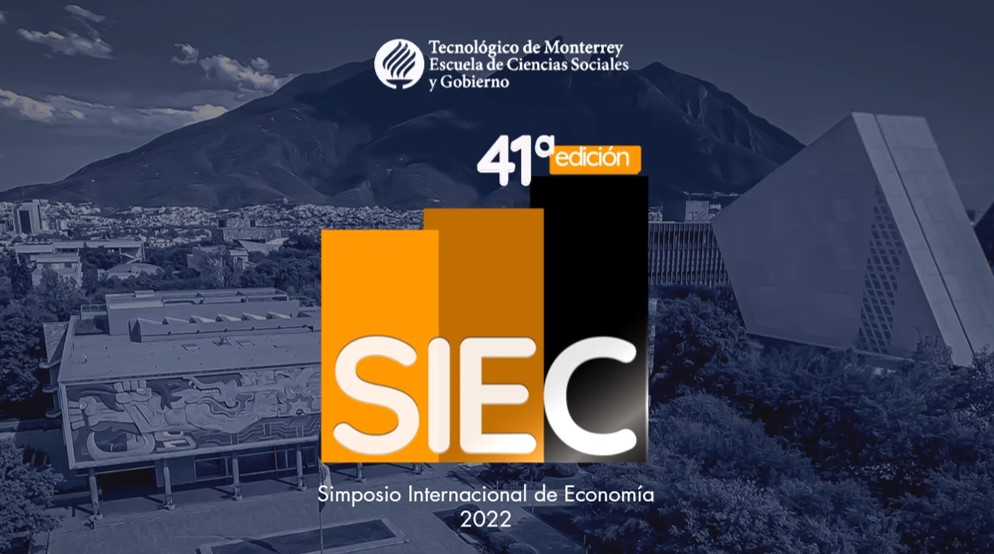 Tecnológico de Monterrey
Escuela de Ciencias Sociales
y Gobierno
41ª edición
SIEC
Simposio Internacional de Economía
2022